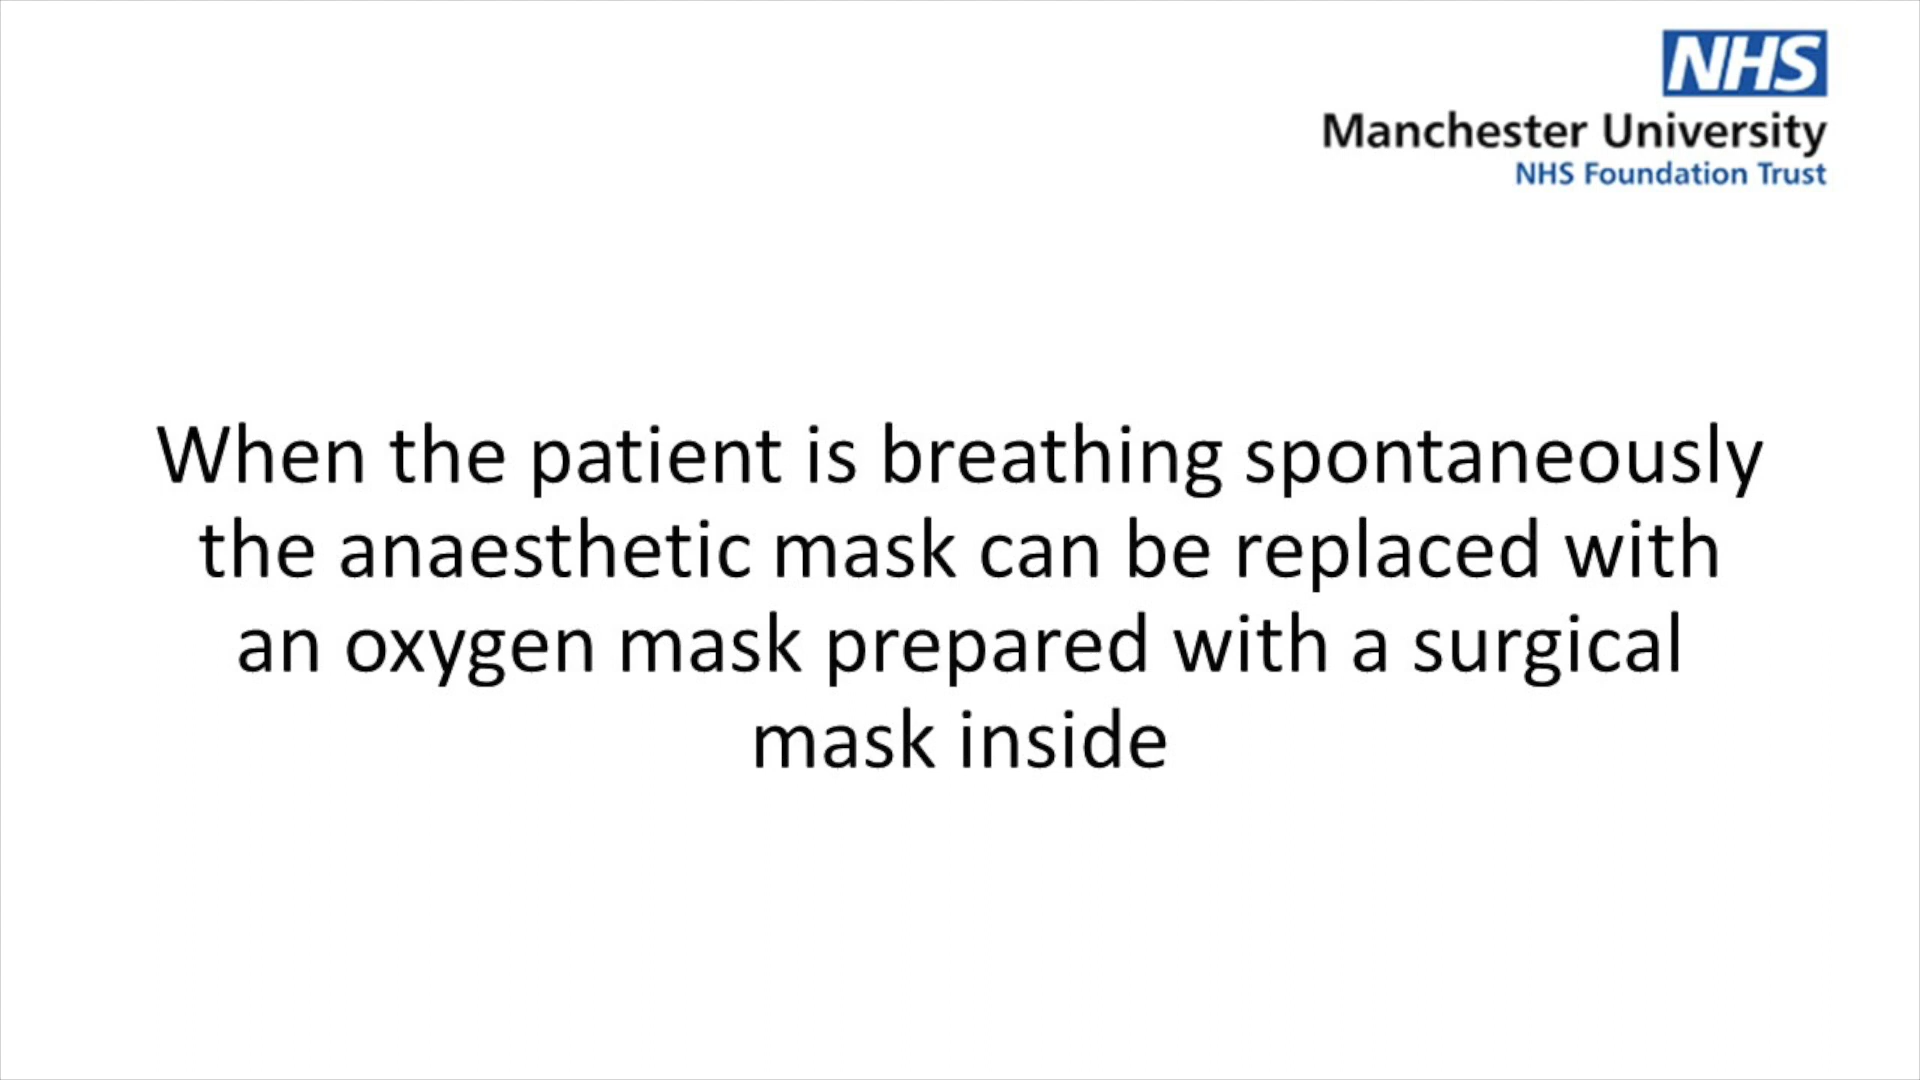 NHS
Manchester University
NHS Foundation Trust
When the patient is breathing spontaneously
the anaesthetic mask can be replaced with
an oxygen mask prepared with a surgical
mask inside